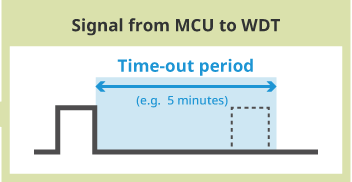 Signal from MCU to WDT
Time-out period
(e.g. 5 minutes)